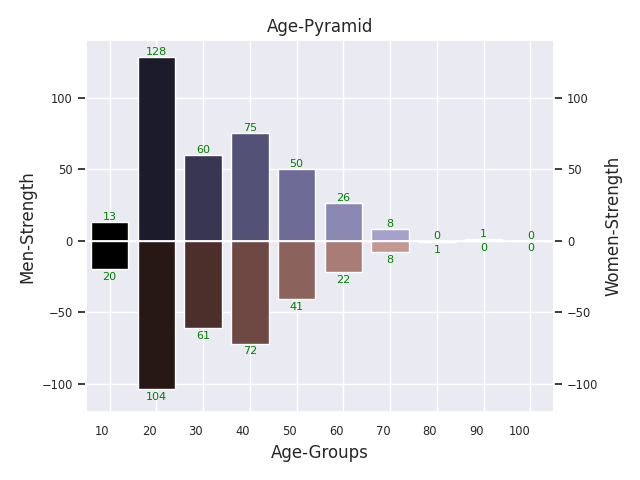 Age-Pyramid
128
100 100
75
60
50 50 50
26
13 8 0 1 0
0 0
20 61 72 41 22 8 1 0 0
−50 −50
−100 −100
104
10 20 30 40 50 60 70 80 90 100
Age-Groups
Men-Strength
Women-Strength